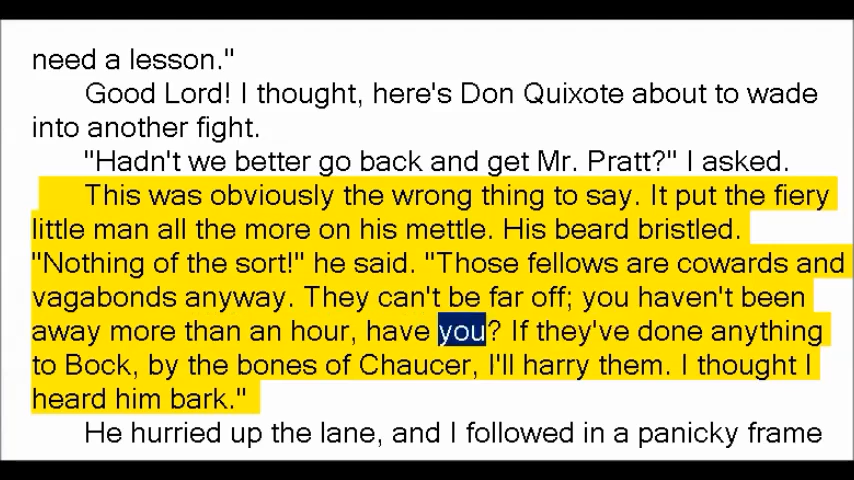 need a lesson."
Good Lord! I thought, here's Don Quixote about to wade
into another fight.
"Hadn't we better go back and get Mr. Pratt?" I asked.
This was obviously the wrong thing to say. It put the fiery
little man all the more on his mettle. His beard bristled.
"Nothing of the sort!" he said. "Those fellows are cowards and
vagabonds anyway. They can't be far off; you haven't been
away more than an hour, have you? If they've done anything
to Bock, by the bones of Chaucer, I'll harry them. I thought I
heard him bark."
He hurried up the lane, and I followed in a panicky frame